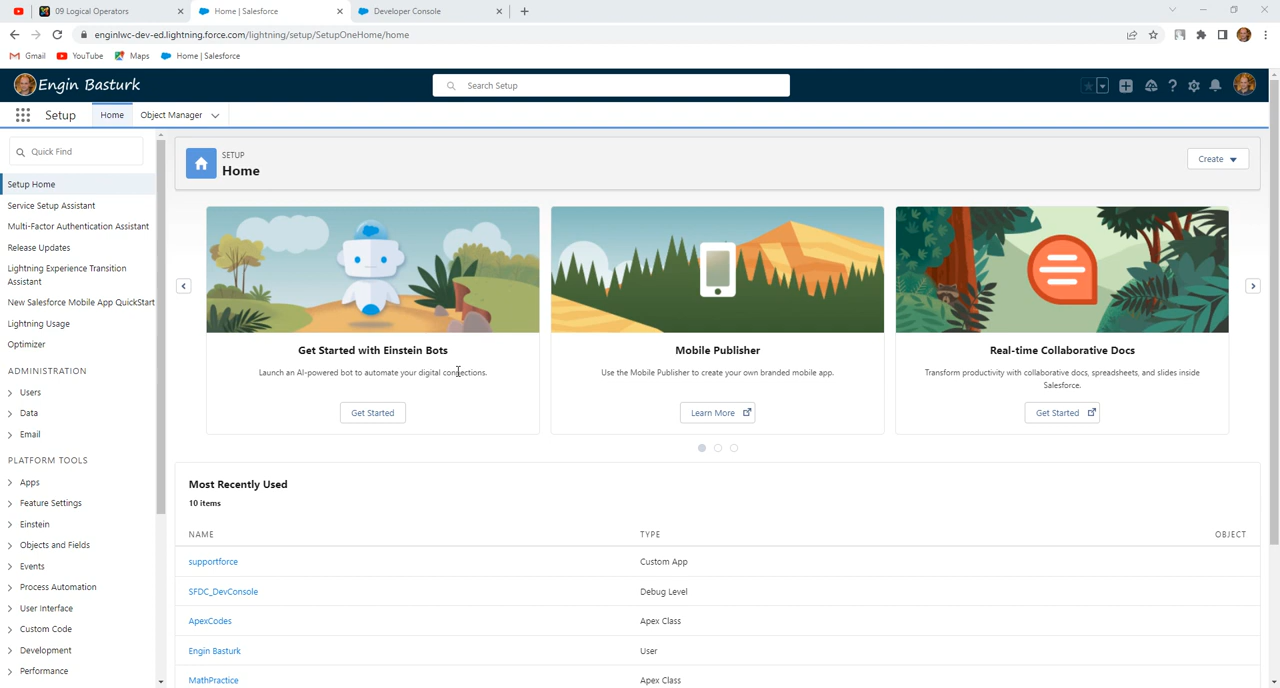 09 Logical Operators
Home | Salesforce
Developer Console
enginlwc-dev-ed.lightning.force.com/lightning/setup/SetupOneHome/home
Gmail
YouTube
Maps
Home | Salesforce
Engin Basturk
Search Setup
Setup
Home
Object Manager
Quick Find
Setup Home
Service Setup Assistant
Multi-Factor Authentication Assistant
Release Updates
Lightning Experience Transition
Assistant
New Salesforce Mobile App QuickStart
Lightning Usage
Optimizer
ADMINISTRATION
Users
Data
Email
PLATFORM TOOLS
Apps
Feature Settings
Einstein
Objects and Fields
Events
Process Automation
User Interface
Custom Code
Development
Performance
SETUP
Home
Create
Get Started with Einstein Bots
Launch an AI-powered bot to automate your digital connections.
Get Started
Mobile Publisher
Use the Mobile Publisher to create your own branded mobile app.
Learn More
Real-time Collaborative Docs
Transform productivity with collaborative docs, spreadsheets, and slides inside
Salesforce.
Get Started
Most Recently Used
10 items
NAME TYPE OBJECT
supportforce Custom App
SFDC_DevConsole Debug Level
ApexCodes Apex Class
Engin Basturk User
MathPractice Apex Class